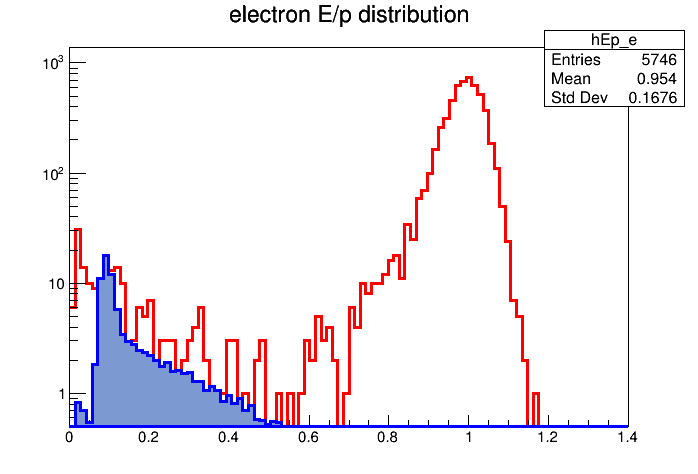 electron E/p distribution
hEp_e
Entries 5746
Mean 0.954
Std Dev 0.1676
10³
10²
10
1
0 0.2 0.4 0.6 0.8 1 1.2 1.4